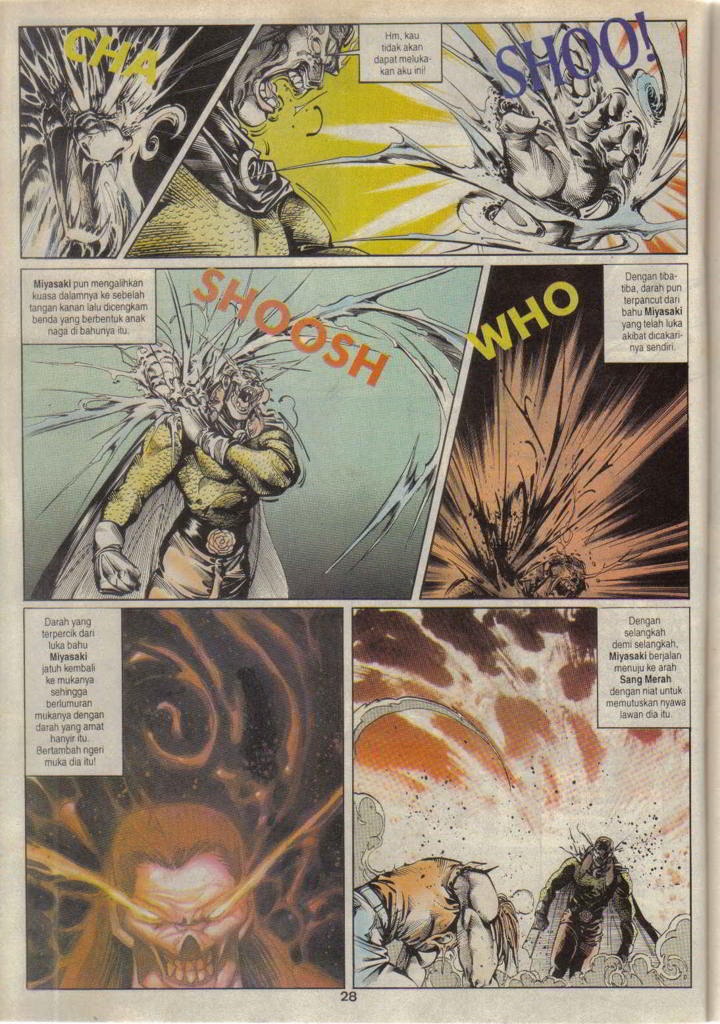 CHA
Hm, kau
tidak akan
dapat meluka-
kan aku ini!
SHOO!
Miyasaki pun mengalihkan
kuasa dalamnya ke sebelah
tangan kanan lalu dicengkam
benda yang berbentuk anak
naga di bahunya itu.
SHOOSH
WHO
Dengan tiba-
tiba, darah pun
terpancut dari
bahu Miyasaki
yang telah luka
akibat dicakari-
nya sendiri.
Darah yang
terpercik dari
luka bahu
Miyasaki
jatuh kembali
ke mukanya
sehingga
berlumuran
mukanya dengan
darah yang amat
hanyir itu.
Bertambah ngeri
muka dia itu!
Dengan
selangkah
demi selangkah,
Miyasaki berjalan
menuju ke arah
Sang Merah
dengan niat untuk
memutuskan nyawa
lawan dia itu.
28